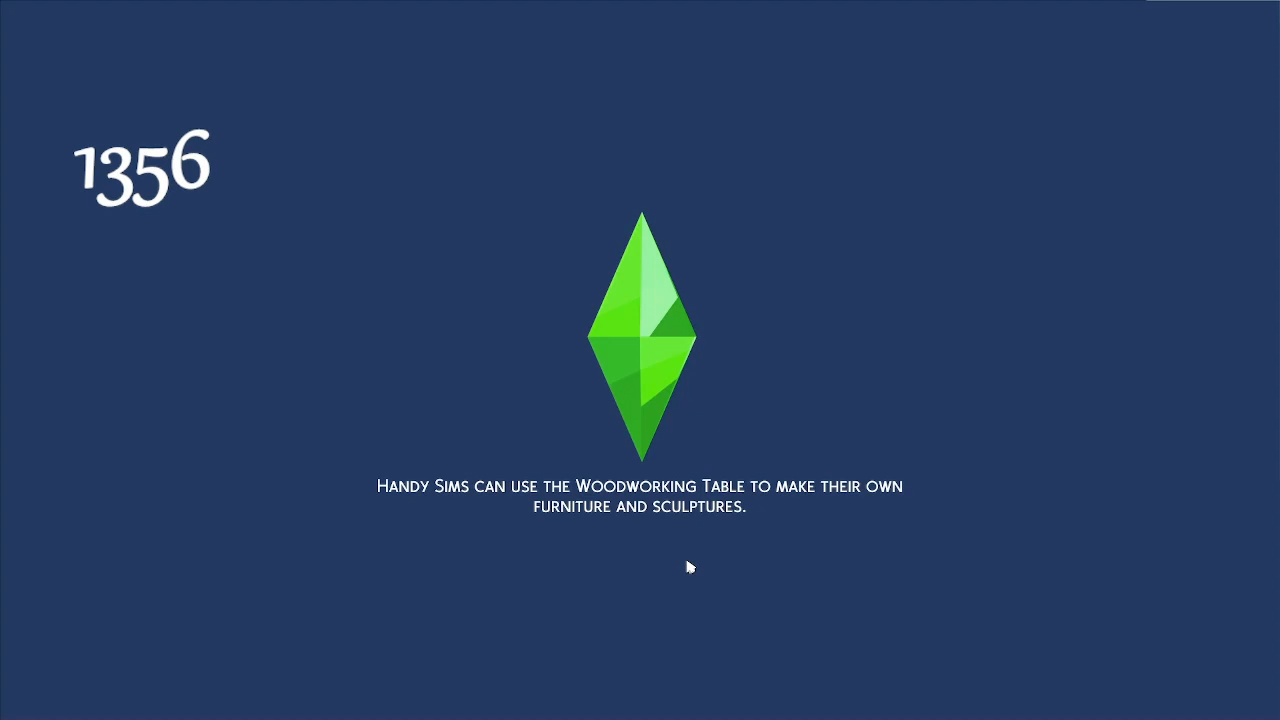 1356
Handy Sims can use the Woodworking Table to make their own
furniture and sculptures.